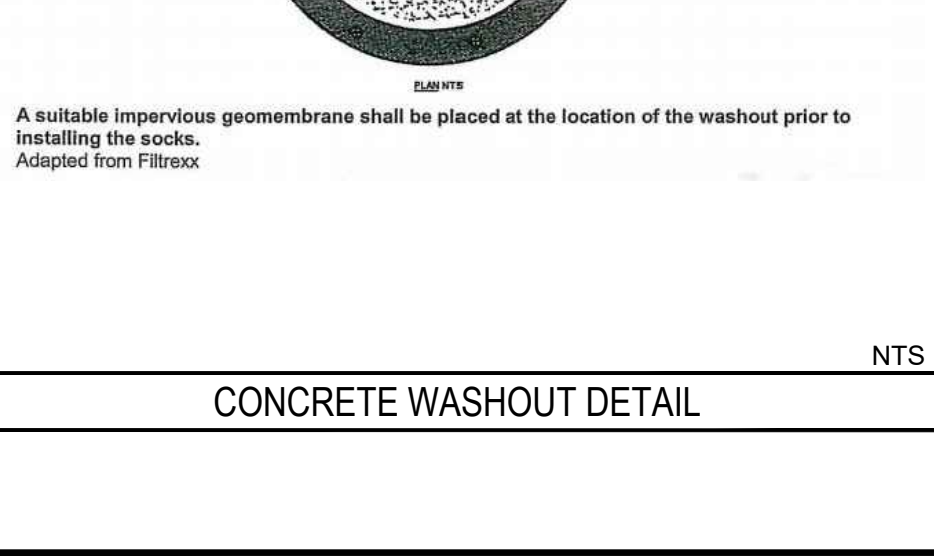 PLAN NTS
A suitable impervious geomembrane shall be placed at the location of the washout prior to
installing the socks.
Adapted from Filtrexx
NTS
CONCRETE WASHOUT DETAIL